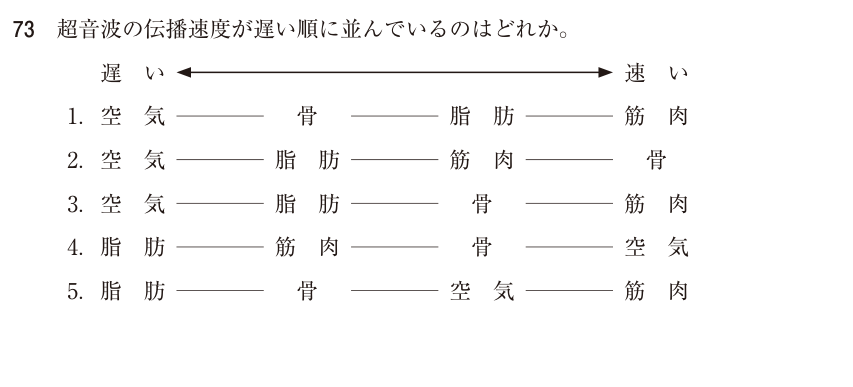 73 超音波の伝播速度が遅い順に並んでいるのはどれか。
遅い 速い
1. 空気 ─── 骨 ─── 脂肪 ─── 筋肉
2. 空気 ─── 脂肪 ─── 筋肉 ─── 骨
3. 空気 ─── 脂肪 ─── 骨 ─── 筋肉
4. 脂肪 ─── 筋肉 ─── 骨 ─── 空気
5. 脂肪 ─── 骨 ─── 空気 ─── 筋肉